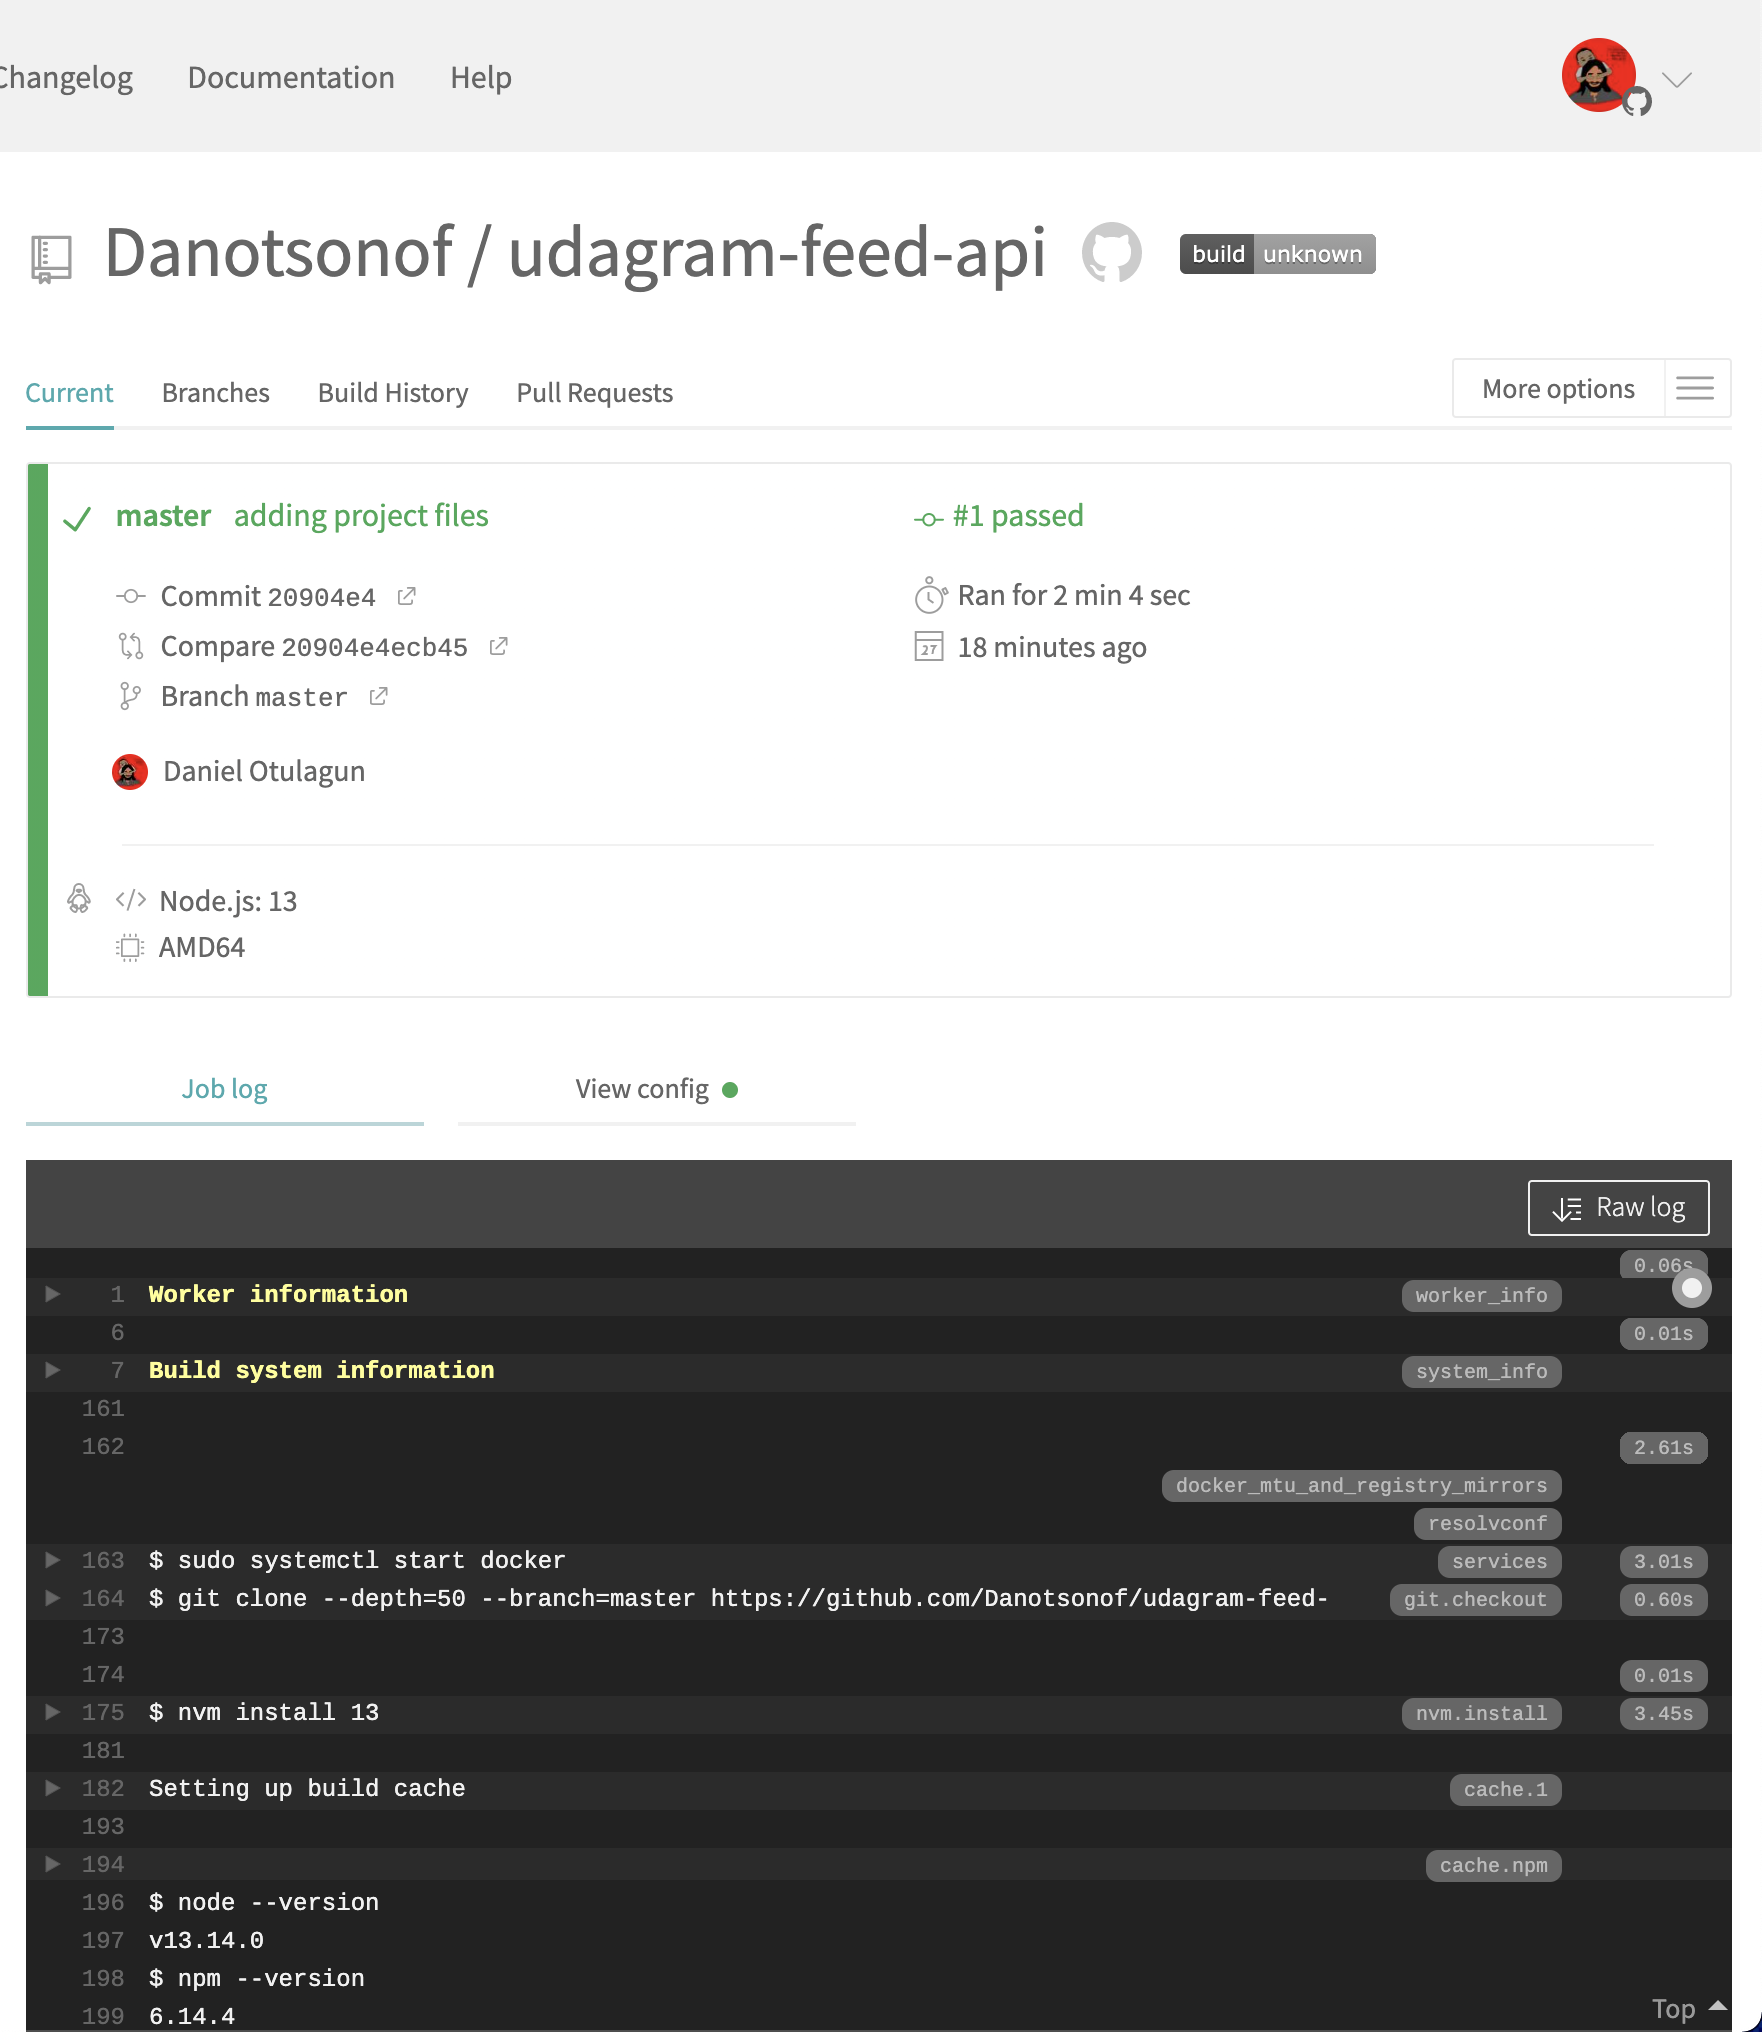 Changelog Documentation Help
Danotsonof / udagram-feed-api build unknown
Current Branches Build History Pull Requests More options
master adding project files #1 passed
Commit 20904e4 Ran for 2 min 4 sec
Compare 20904e4ecb45 27 18 minutes ago
Branch master
Daniel Otulagun
</> Node.js: 13
AMD64
Job log View config
Raw log
0.06s
1 Worker information worker_info
6 0.01s
7 Build system information system_info
161
162 2.61s
docker_mtu_and_registry_mirrors
resolvconf
163 $ sudo systemctl start docker services 3.01s
164 $ git clone --depth=50 --branch=master https://github.com/Danotsonof/udagram-feed- git.checkout 0.60s
173
174 0.01s
175 $ nvm install 13 nvm.install 3.45s
181
182 Setting up build cache cache.1
193
194 cache.npm
196 $ node --version
197 v13.14.0
198 $ npm --version
199 6.14.4
Top